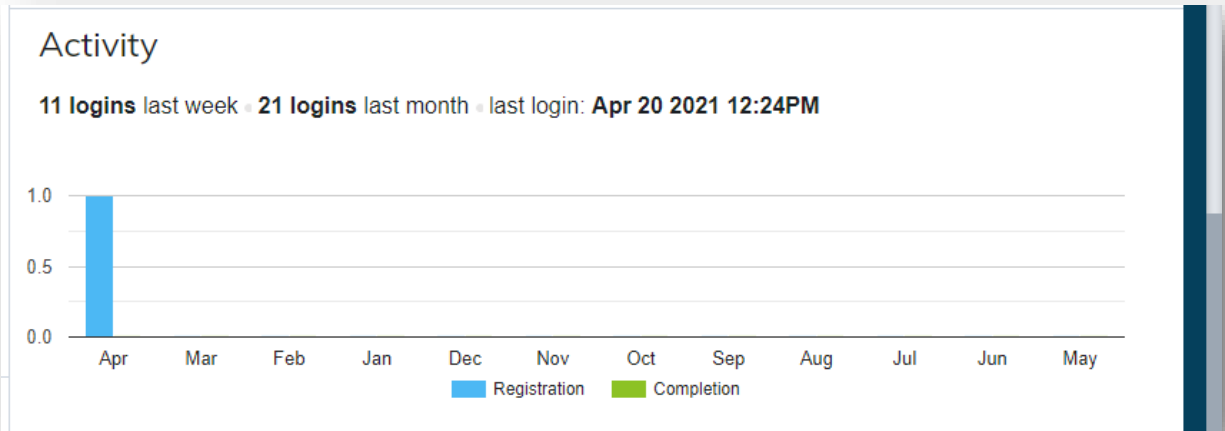 Activity
11 logins last week • 21 logins last month • last login: Apr 20 2021 12:24PM
1.0
0.5
0.0
Apr Mar Feb Jan Dec Nov Oct Sep Aug Jul Jun May
Registration Completion